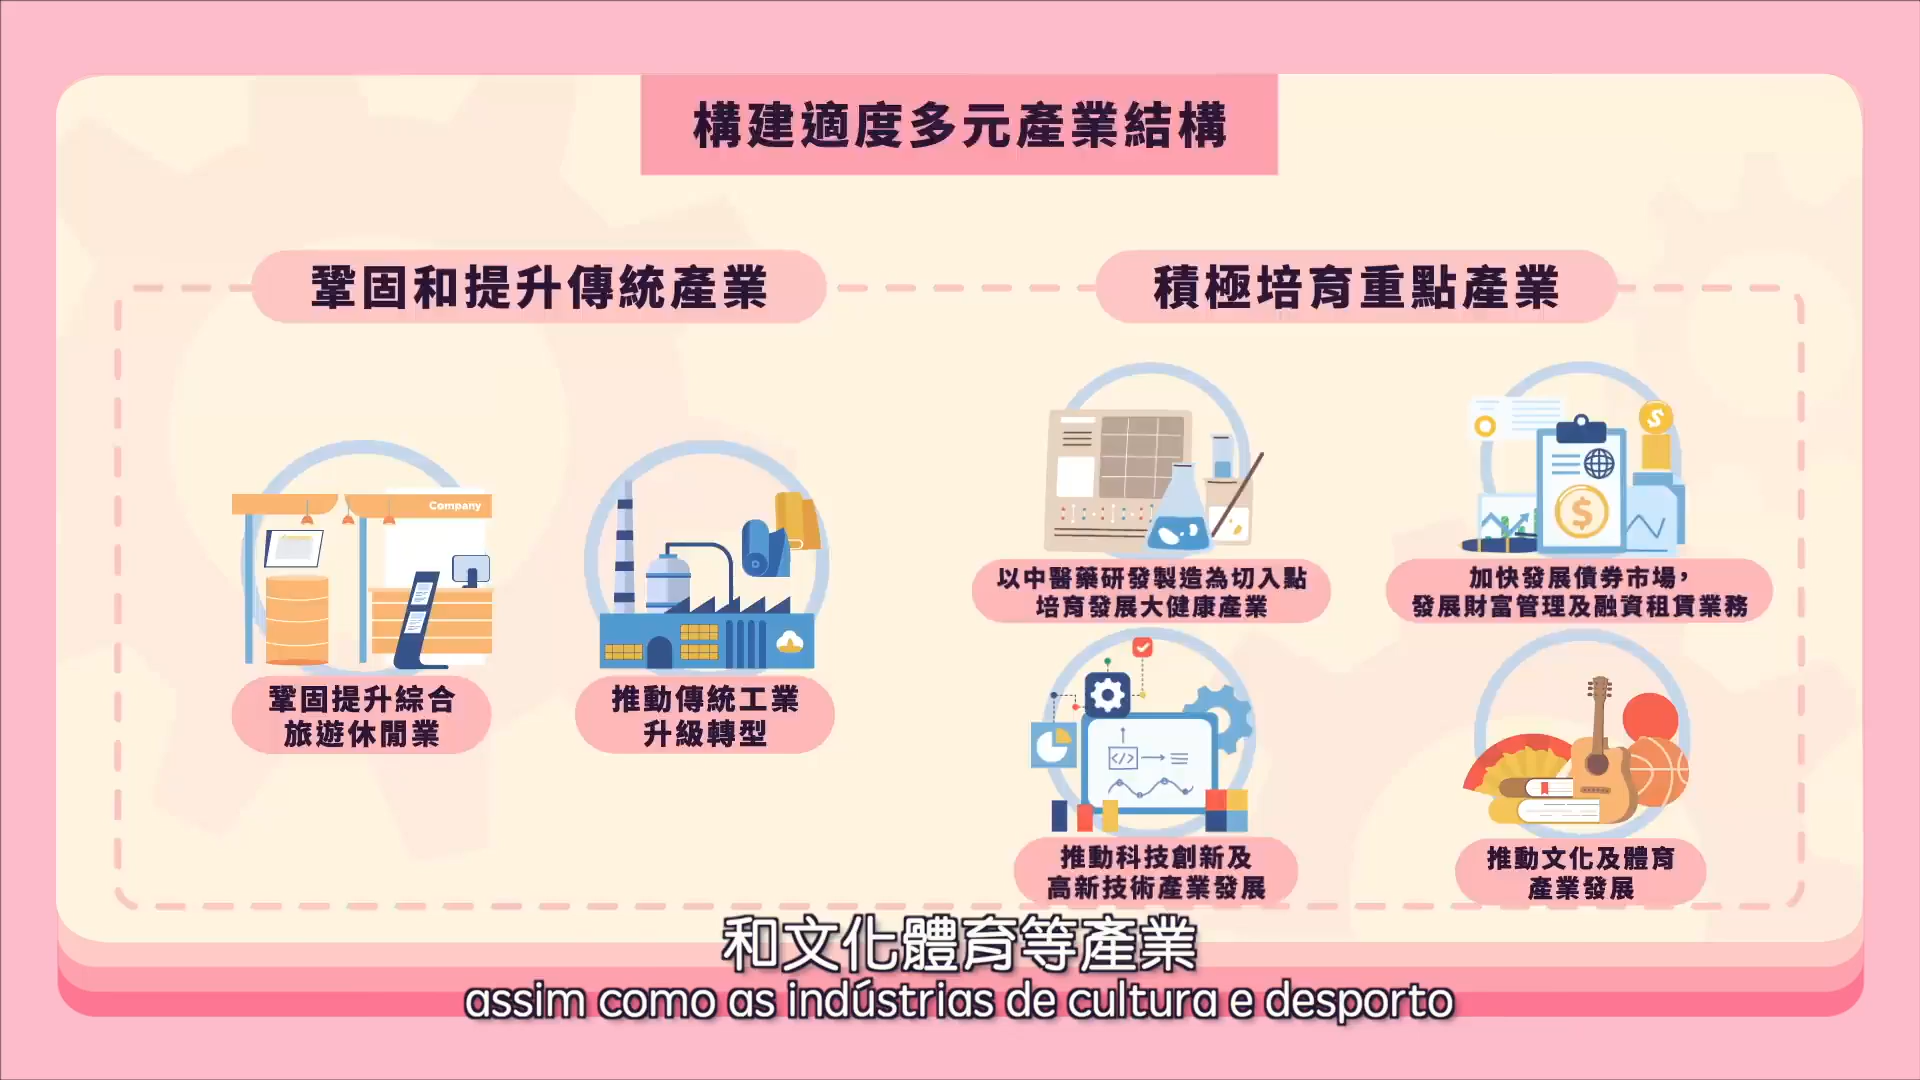 構建適度多元產業結構
鞏固和提升傳統產業
積極培育重點產業
Company
鞏固提升綜合
旅遊休閒業
推動傳統工業
升級轉型
以中醫藥研發製造為切入點
培育發展大健康產業
加快發展債券市場，
發展財富管理及融資租賃業務
推動科技創新及
高新技術產業發展
推動文化及體育
產業發展
和文化體育等產業
assim como as indústrias de cultura e desporto